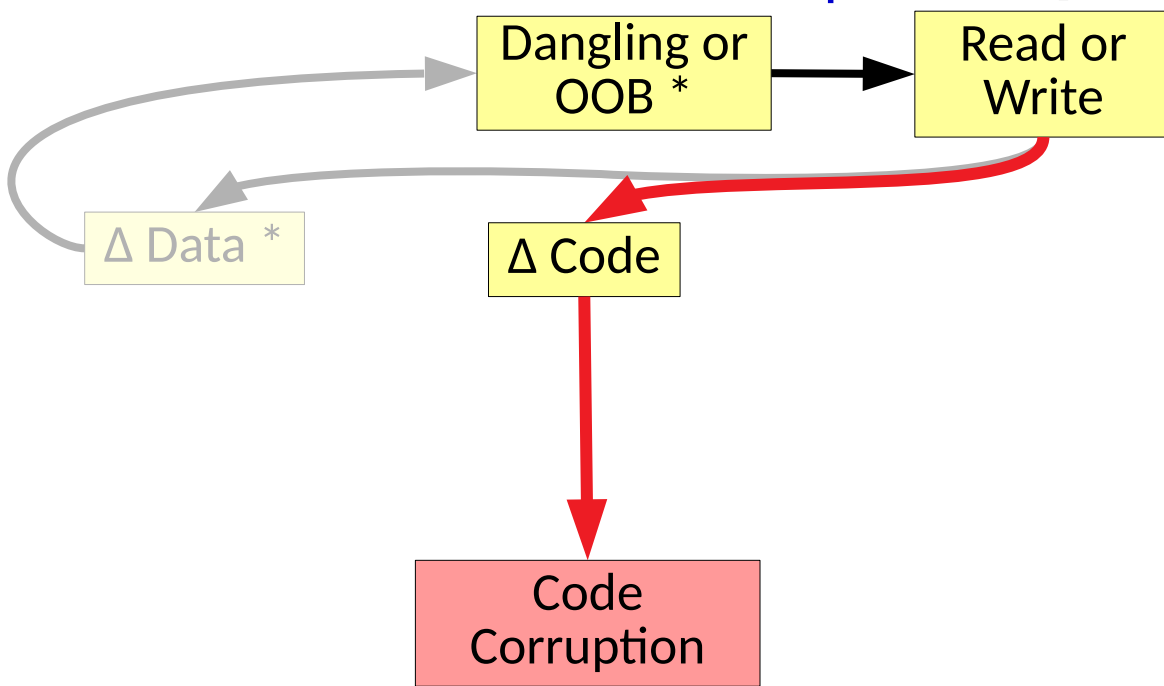 Dangling or
OOB *
Read or
Write
Δ Data *
Δ Code
Code
Corruption